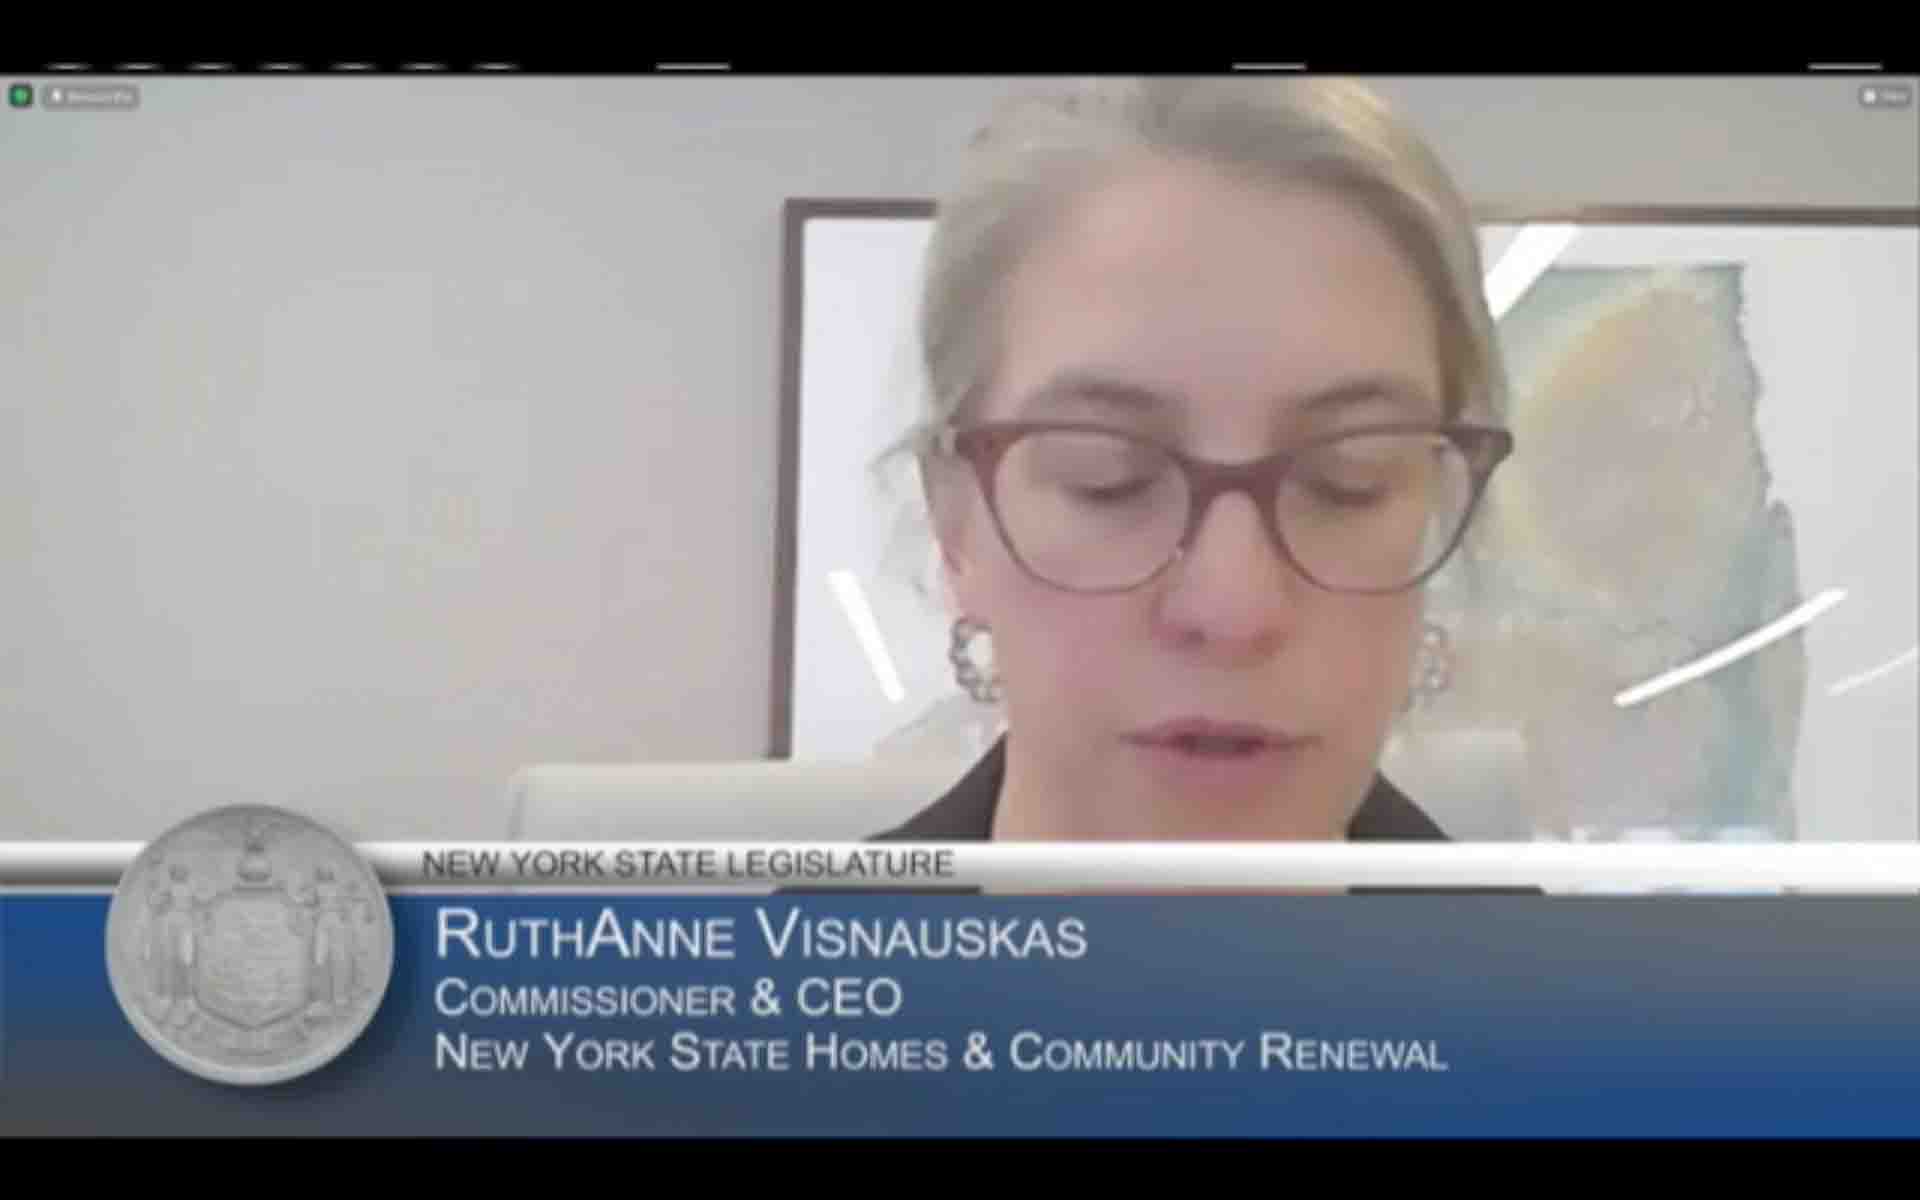 NEW YORK STATE LEGISLATURE
RUTHANNE VISNAUSKAS
COMMISSIONER & CEO
NEW YORK STATE HOMES & COMMUNITY RENEWAL